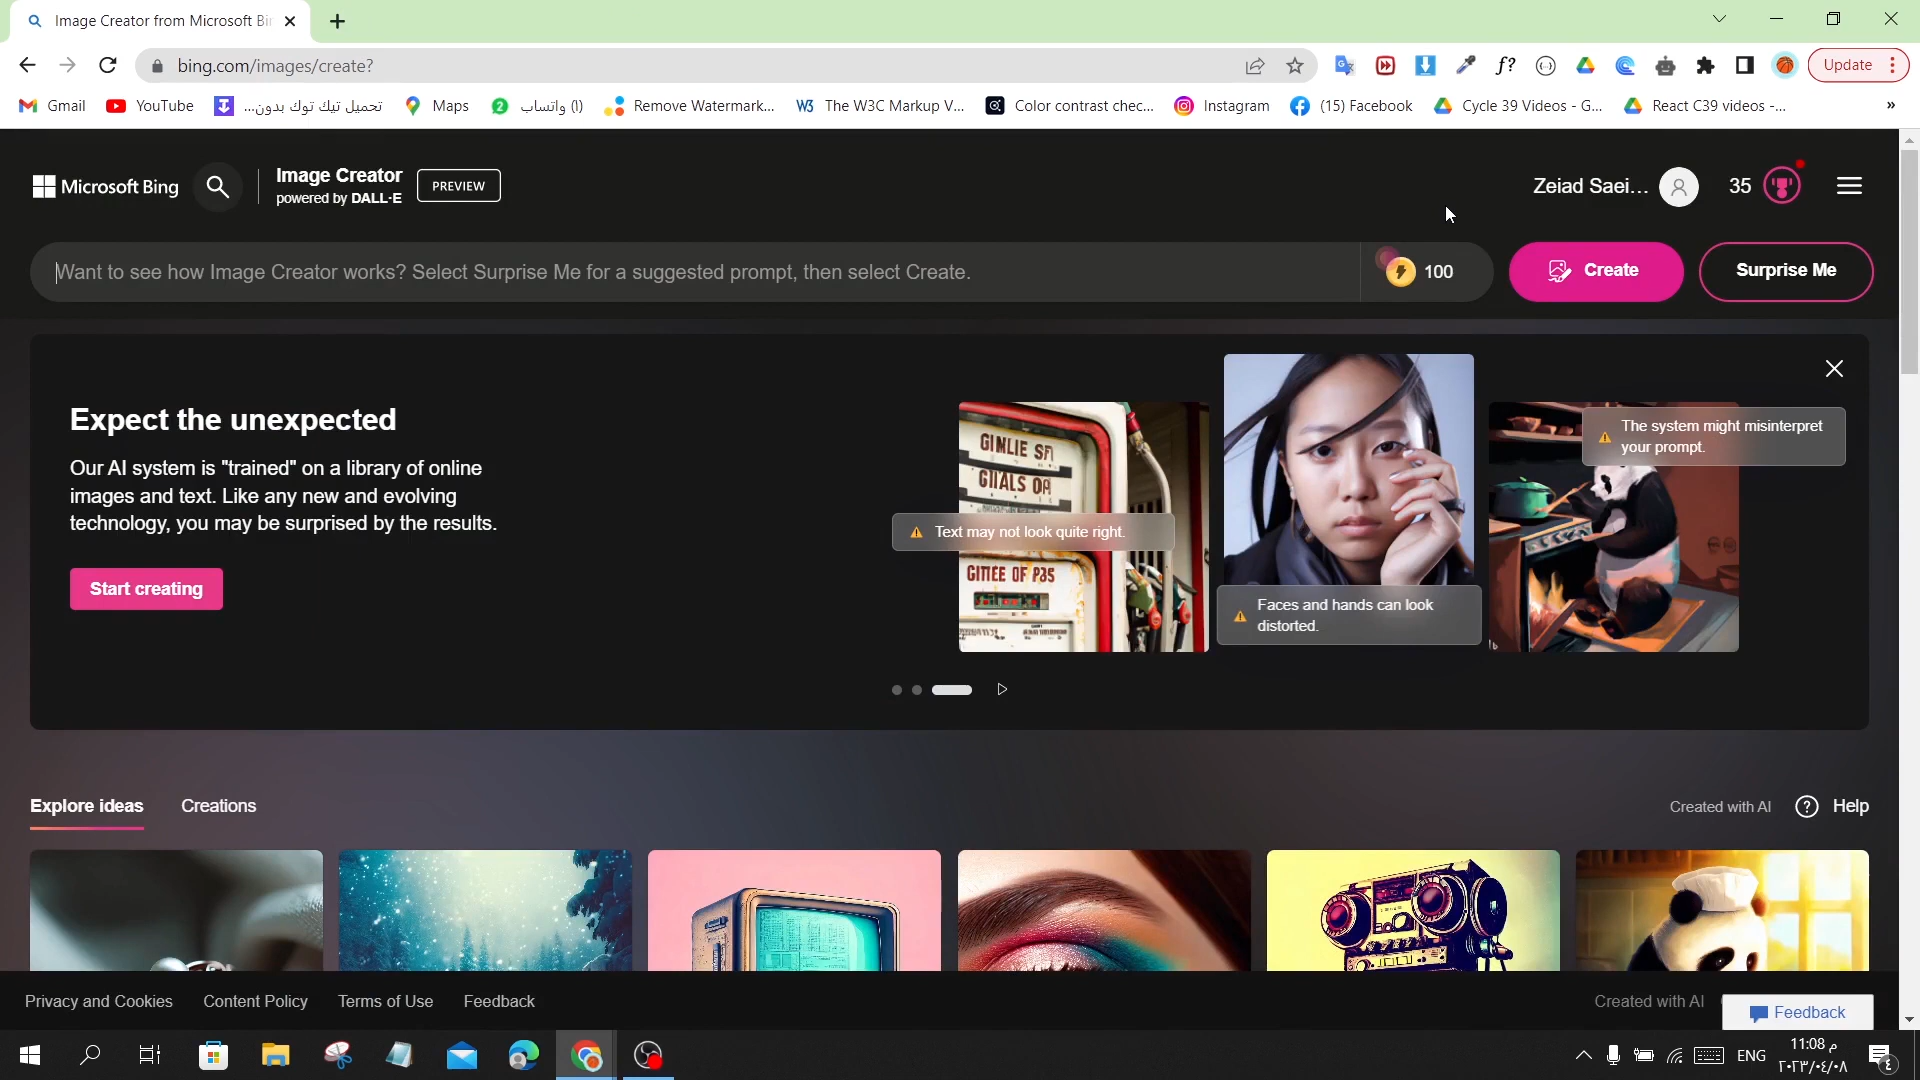 Image Creator from Microsoft Bi
bing.com/images/create?
Update
Gmail
YouTube
تحميل تيك توك بدون...
Maps
(١) واتساب
Remove Watermark...
The W3C Markup V...
Color contrast chec...
Instagram
(15) Facebook
Cycle 39 Videos - G...
React C39 videos -...
»
Microsoft Bing
Image Creator
powered by DALL·E
PREVIEW
Zeiad Saei...
35
Want to see how Image Creator works? Select Surprise Me for a suggested prompt, then select Create.
100
Create
Surprise Me
Expect the unexpected
Our AI system is "trained" on a library of online
images and text. Like any new and evolving
technology, you may be surprised by the results.
Start creating
GIMLIE
GIIALS
Text may not look quite right.
GITIEE OF P35
Faces and hands can look
distorted.
The system might misinterpret
your prompt.
Explore ideas
Creations
Created with AI
Help
Privacy and Cookies
Content Policy
Terms of Use
Feedback
Created with AI
Feedback
ENG
11:08 م
٢٠٢٣/٠٤/٠٨
٤